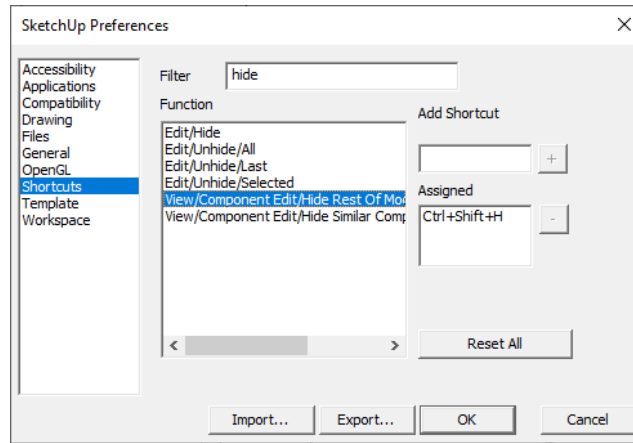 SketchUp Preferences
Accessibility
Applications
Compatibility
Drawing
Files
General
OpenGL
Shortcuts
Template
Workspace
Filter
hide
Function
Edit/Hide
Edit/Unhide/All
Edit/Unhide/Last
Edit/Unhide/Selected
View/Component Edit/Hide Rest Of Mo
View/Component Edit/Hide Similar Comp
Add Shortcut
+
Assigned
Ctrl+Shift+H
-
Reset All
Import...
Export...
OK
Cancel